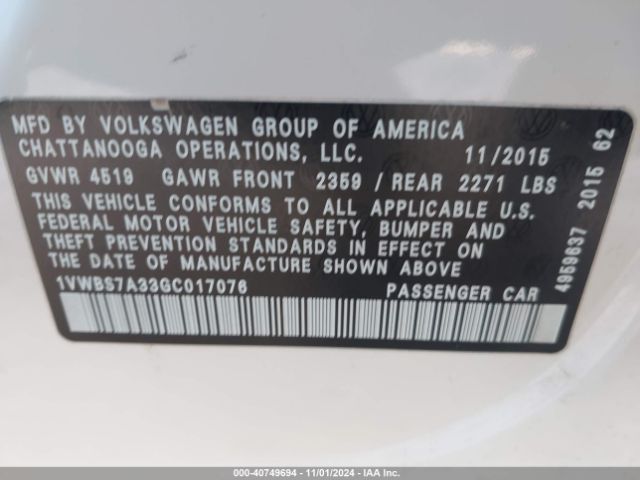 MFD BY VOLKSWAGEN GROUP OF AMERICA
CHATTANOOGA OPERATIONS, LLC. 11/2015
GVWR 4519 GAWR FRONT 2359 / REAR 2271 LBS
THIS VEHICLE CONFORMS TO ALL APPLICABLE U.S.
FEDERAL MOTOR VEHICLE SAFETY, BUMPER AND
THEFT PREVENTION STANDARDS IN EFFECT ON
THE DATE OF MANUFACTURE SHOWN ABOVE
1VWBS7A33GC017076 PASSENGER CAR
4959637 2015 62
000-40749694 - 11/01/2024 - IAA Inc.